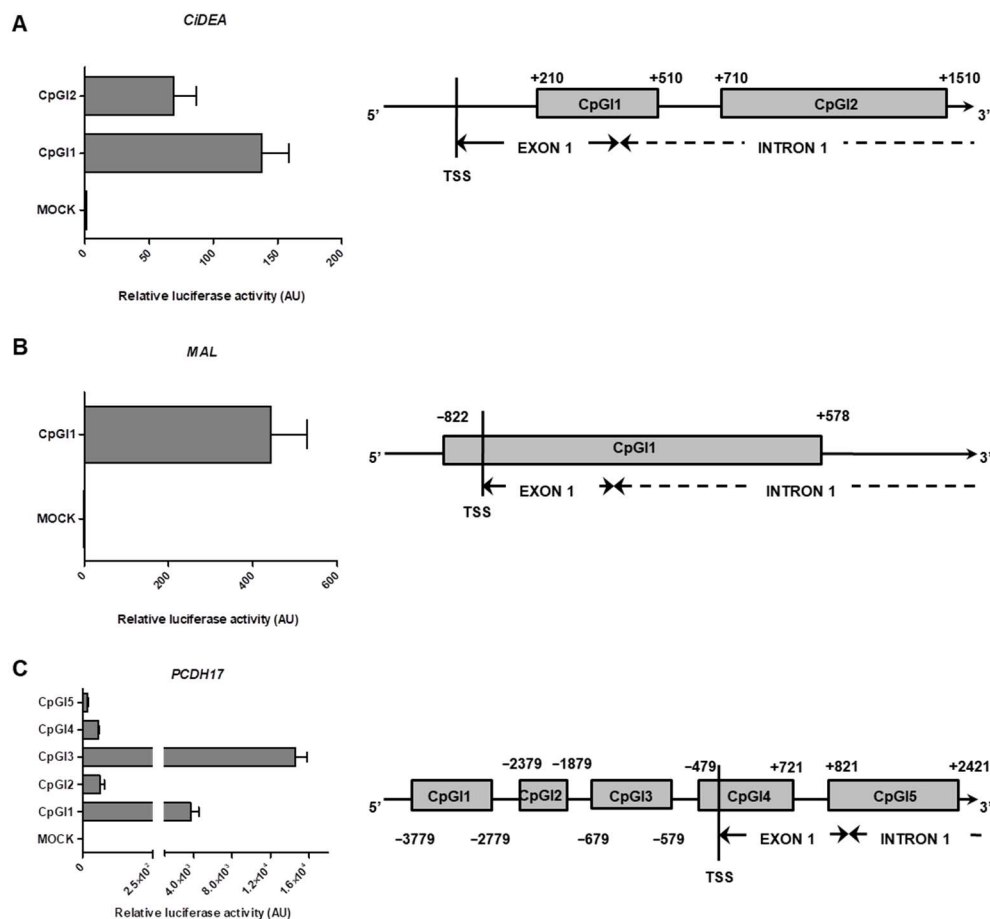 A
CiDEA
CpGI2
CpGI1
MOCK
0
50
100
150
200
Relative luciferase activity (AU)
+210
+510
+710
+1510
5'
CpGI1
CpGI2
3'
EXON 1
INTRON 1
TSS
B
MAL
CpGI1
MOCK
0
200
400
600
Relative luciferase activity (AU)
−822
+578
5'
CpGI1
3'
EXON 1
INTRON 1
TSS
C
PCDH17
CpGI5
CpGI4
CpGI3
CpGI2
CpGI1
MOCK
0
2.5×10²
4.0×10³
8.0×10³
1.2×10⁴
1.6×10⁴
Relative luciferase activity (AU)
−2379
−1879
−479
+721
+821
+2421
5'
CpGI1
CpGI2
CpGI3
CpGI4
CpGI5
3'
−3779
−2779
−679
−579
EXON 1
INTRON 1
TSS